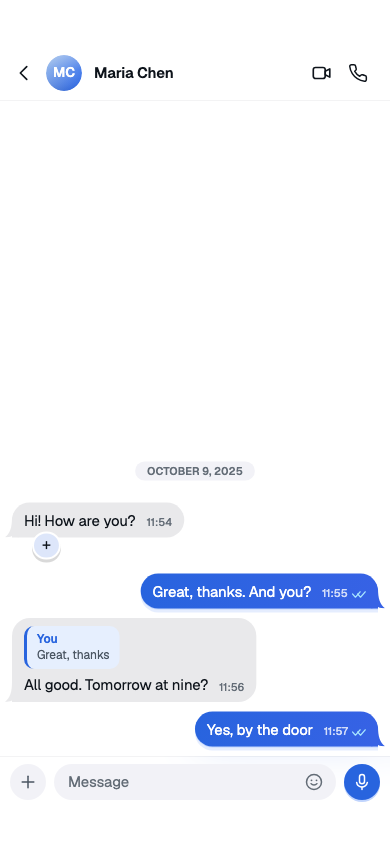 MC
Maria Chen
OCTOBER 9, 2025
Hi! How are you? 11:54
+
Great, thanks. And you? 11:55
You
Great, thanks
All good. Tomorrow at nine? 11:56
Yes, by the door 11:57
Message